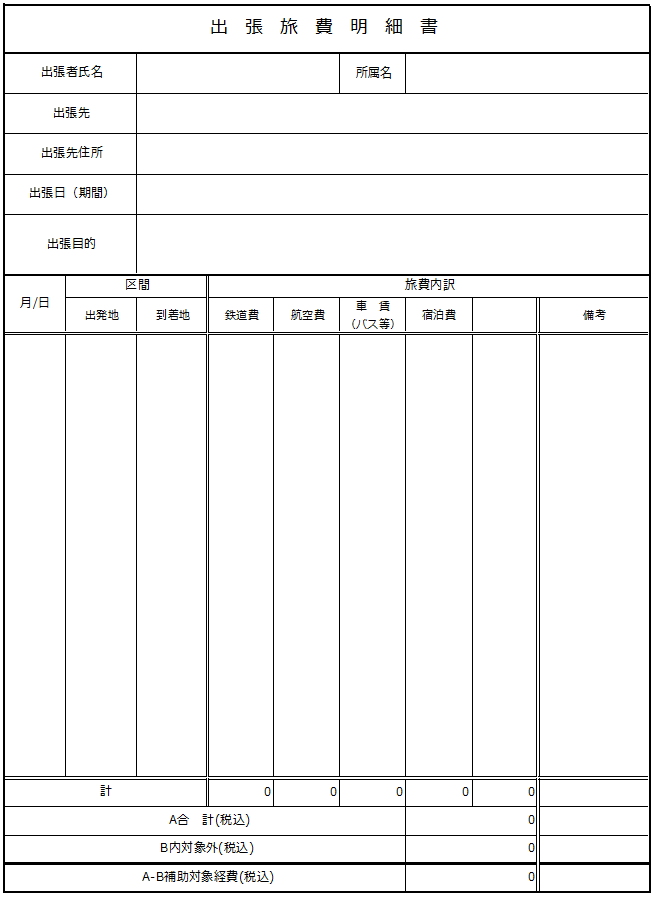 出 張 旅 費 明 細 書
出張者氏名 所属名
出張先
出張先住所
出張日（期間）
出張目的
月/日 区間 旅費内訳
出発地 到着地 鉄道費 航空費 車　賃 宿泊費 備考
(バス等)
計 0 0 0 0 0
A合　計(税込) 0
B内対象外(税込) 0
A-B補助対象経費(税込) 0